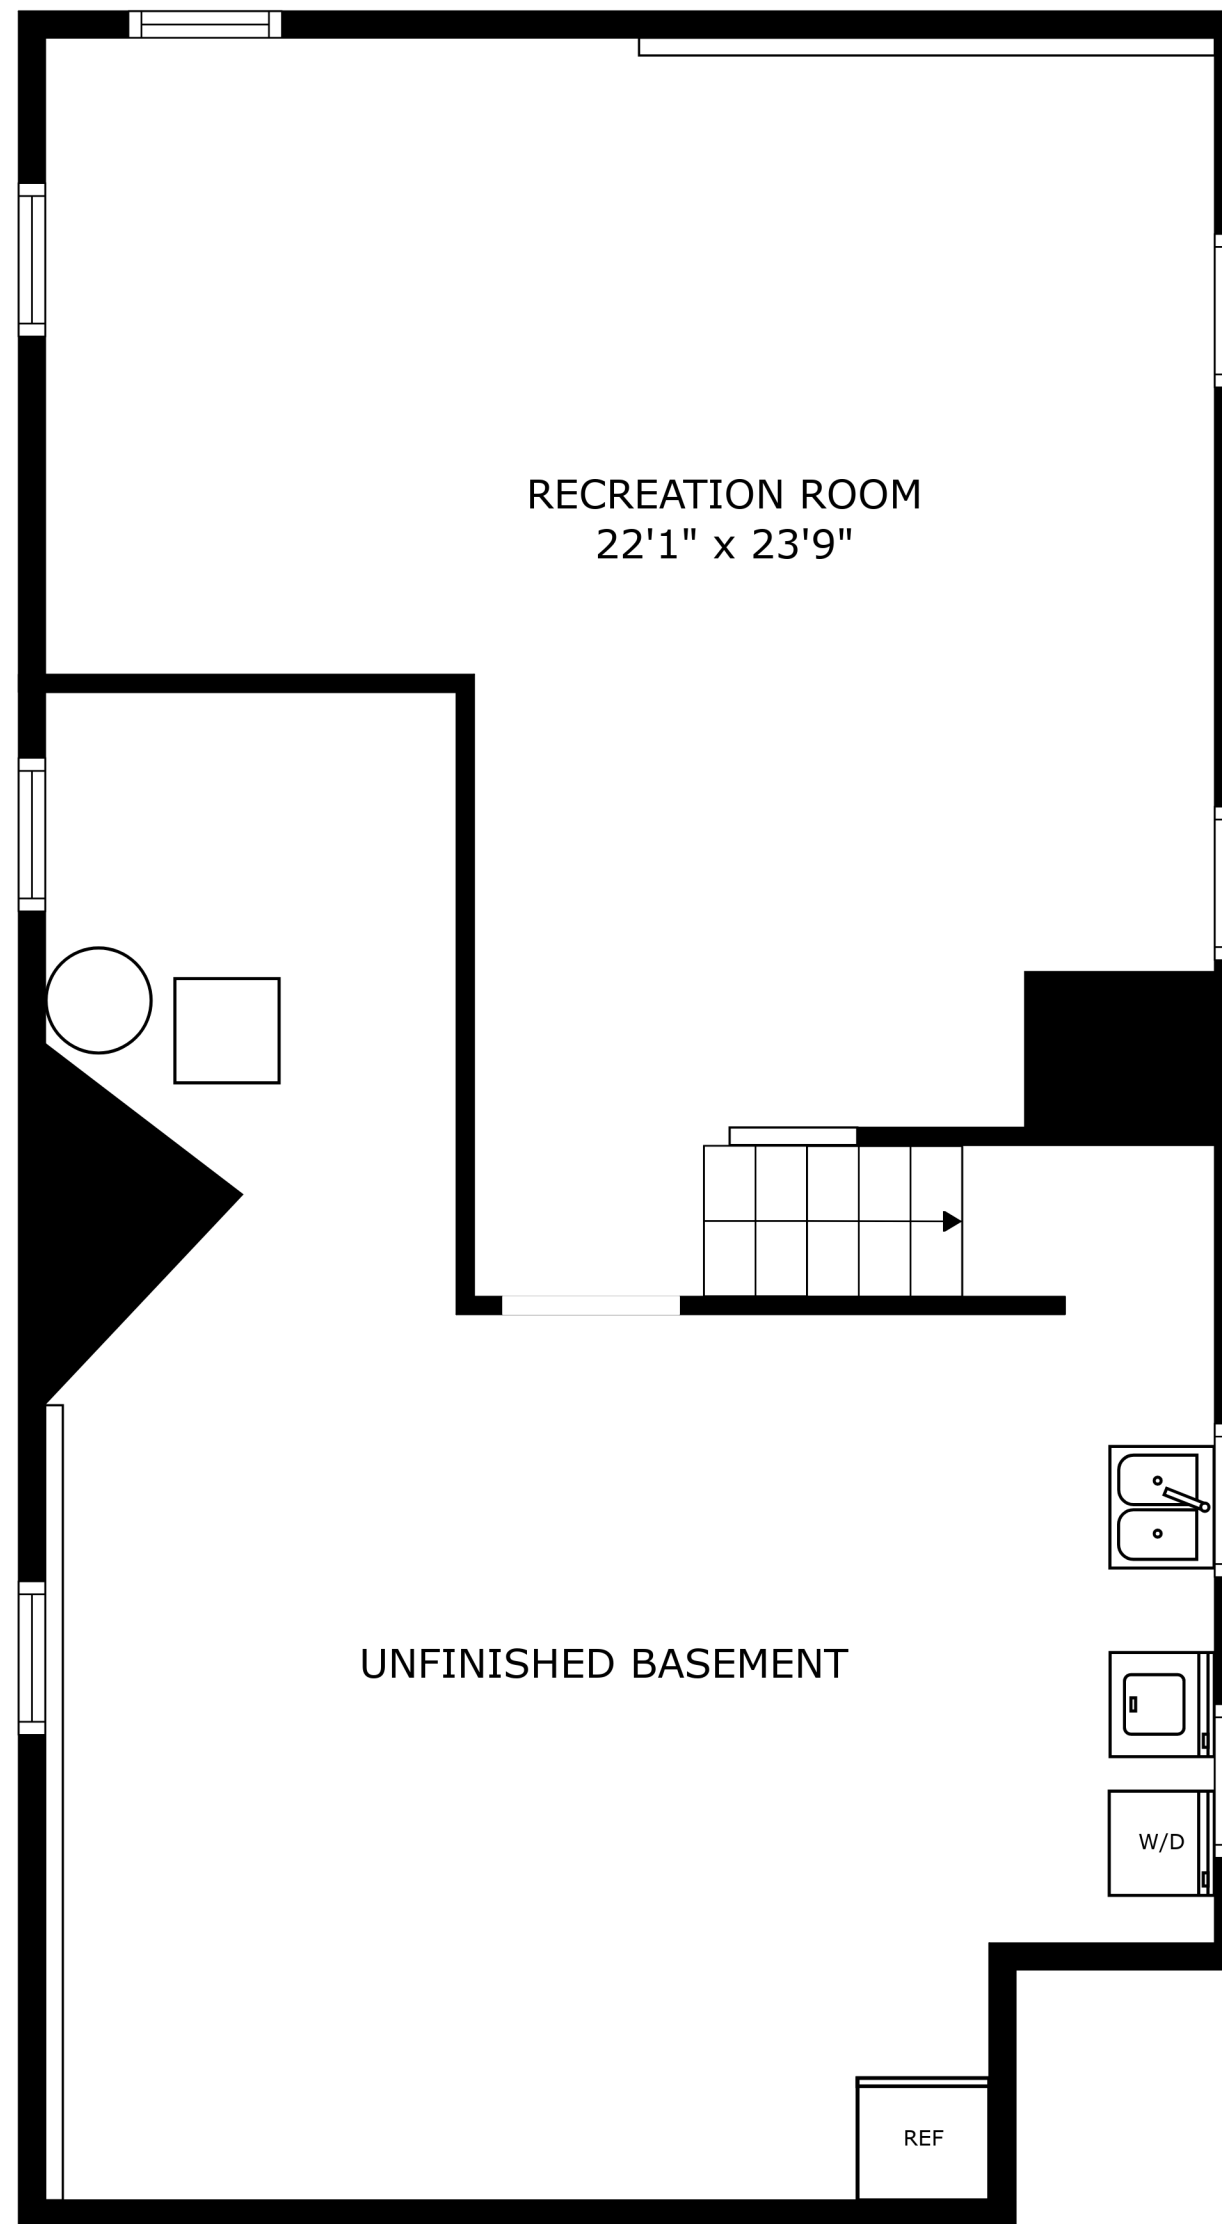 RECREATION ROOM
22'1" x 23'9"
UNFINISHED BASEMENT
W/D
REF